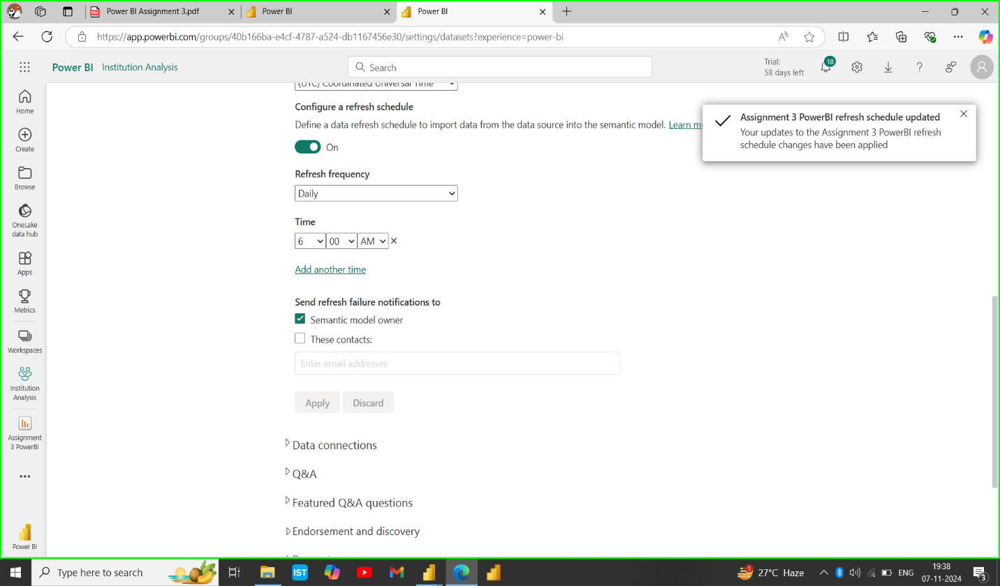 Power BI Assignment 3.pdf
Power BI
Power BI
https://app.powerbi.com/groups/40b166ba-e4cf-4787-a524-db1167456e30/settings/datasets?experience=power-bi
Power BI Institution Analysis
Search
Trial:
58 days left
18
(UTC) Coordinated Universal Time
Home
Create
Browse
OneLake
data hub
Apps
Metrics
Workspaces
Institution
Analysis
Assignment
3 PowerBI
Power BI
Configure a refresh schedule
Define a data refresh schedule to import data from the data source into the semantic model. Learn
On
Refresh frequency
Daily
Time
6 00 AM
Add another time
Send refresh failure notifications to
Semantic model owner
These contacts:
Enter email addresses
Apply Discard
Data connections
Q&A
Featured Q&A questions
Endorsement and discovery
Assignment 3 PowerBI refresh schedule updated
Your updates to the Assignment 3 PowerBI refresh
schedule changes have been applied
Type here to search
IST
1
27°C Haze
ENG
19:38
07-11-2024
3